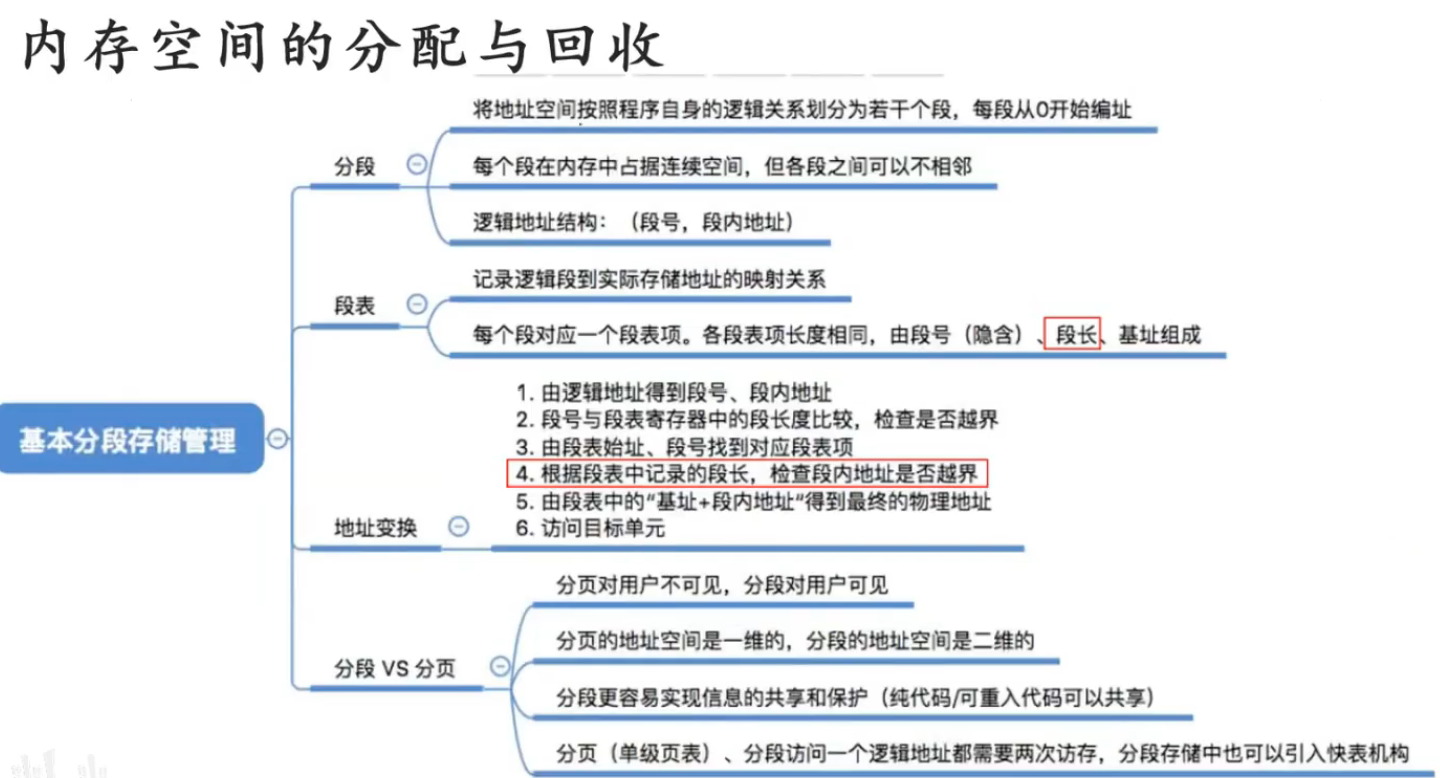 内存空间的分配与回收
将地址空间按照程序自身的逻辑关系划分为若干个段，每段从0开始编址
分段
每个段在内存中占据连续空间，但各段之间可以不相邻
逻辑地址结构：（段号，段内地址）
记录逻辑段到实际存储地址的映射关系
段表
每个段对应一个段表项。各段表项长度相同，由段号（隐含）、段长、基址组成
基本分段存储管理
1. 由逻辑地址得到段号、段内地址
2. 段号与段表寄存器中的段长度比较，检查是否越界
3. 由段表始址、段号找到对应段表项
4. 根据段表中记录的段长，检查段内地址是否越界
5. 由段表中的“基址+段内地址“得到最终的物理地址
6. 访问目标单元
地址变换
分页对用户不可见，分段对用户可见
分页的地址空间是一维的，分段的地址空间是二维的
分段 VS 分页
分段更容易实现信息的共享和保护（纯代码/可重入代码可以共享）
分页（单级页表）、分段访问一个逻辑地址都需要两次访存，分段存储中也可以引入快表机构